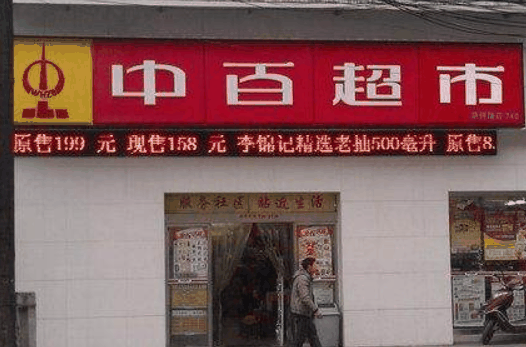 WHZB
中百超市
原售199 元 现售158 元 李锦记精选老抽500毫升 原售8.
服务社区 贴近生活